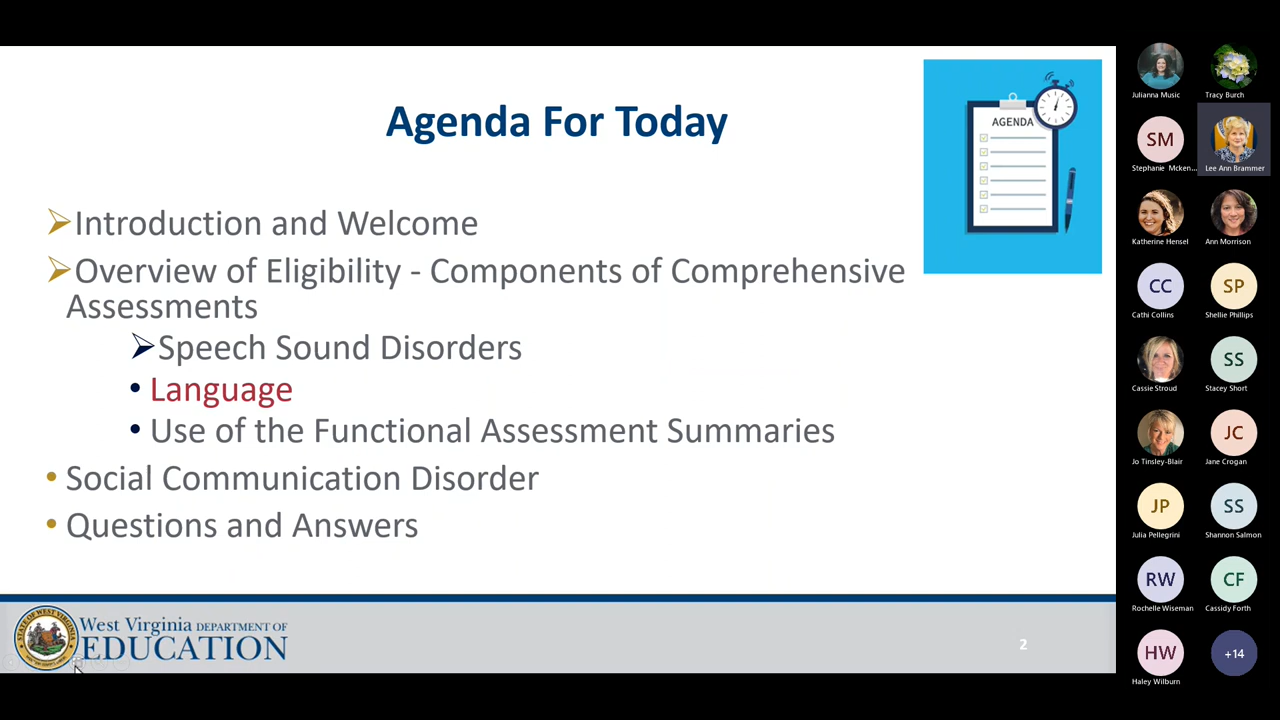 Agenda For Today
AGENDA
➢Introduction and Welcome
➢Overview of Eligibility - Components of Comprehensive
Assessments
➢Speech Sound Disorders
• Language
• Use of the Functional Assessment Summaries
• Social Communication Disorder
• Questions and Answers
West Virginia DEPARTMENT OF
EDUCATION
2
Julianna Music
Tracy Burch
SM
Stephanie Mcken...
Lee Ann Brammer
Katherine Hensel
Ann Morrison
CC
Cathi Collins
SP
Shellie Phillips
Cassie Stroud
SS
Stacey Short
Jo Tinsley-Blair
JC
Jane Crogan
JP
Julia Pellegrini
SS
Shannon Salmon
RW
Rochelle Wiseman
CF
Cassidy Forth
HW
Haley Wilburn
+14